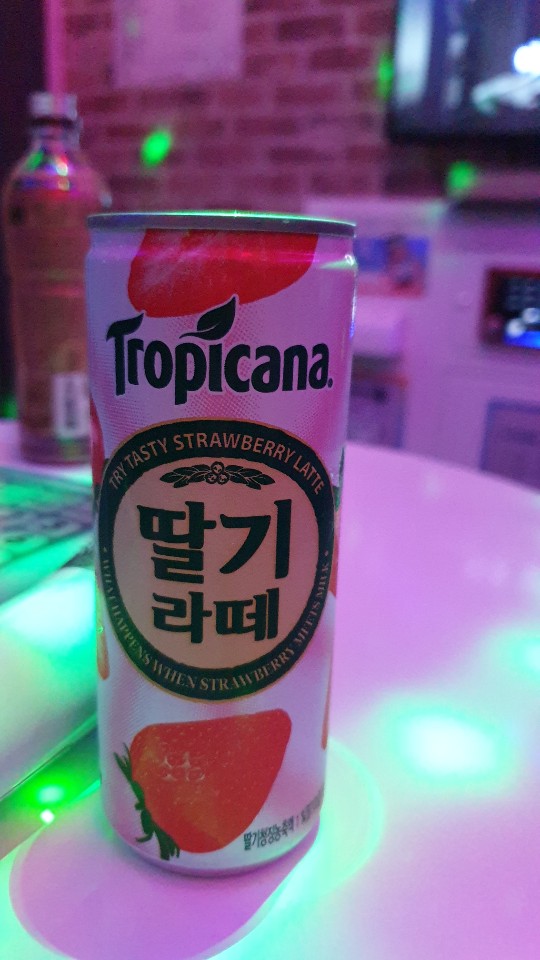 Tropicana.
TRY TASTY STRAWBERRY LATTE
딸기
라떼
WHAT HAPPENS WHEN STRAWBERRY MEETS MILK